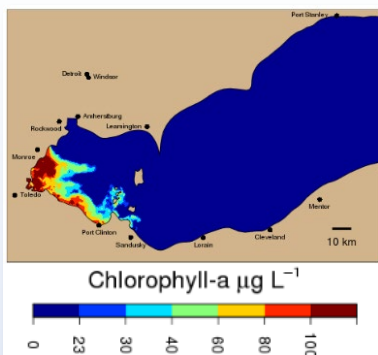 Port Stanley
Detroit
Windsor
Amherstburg
Rockwood
Leamington
Monroe
Toledo
Port Clinton
Sandusky
Lorain
Cleveland
Mentor
10 km
Chlorophyll-a µg L⁻¹
0 23 30 40 60 80 100